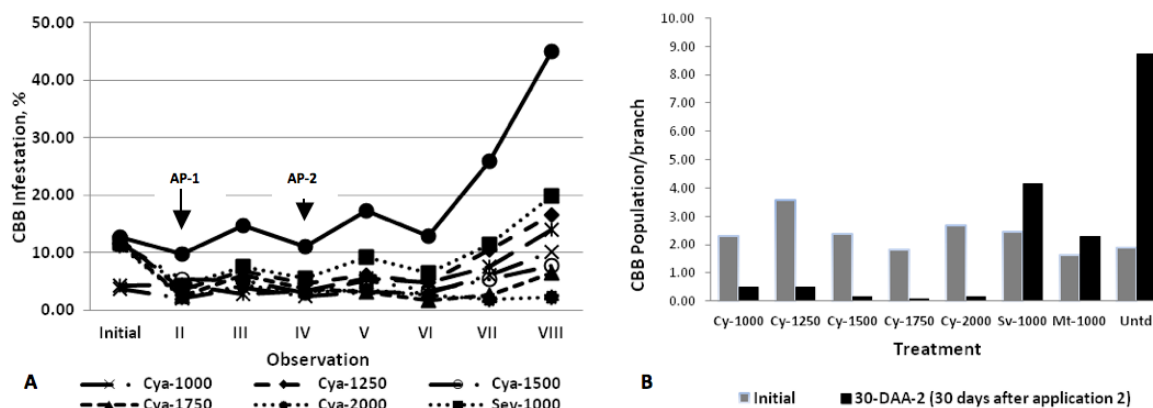 50.00
40.00
30.00
20.00
10.00
0.00
CBB Infestation, %
AP-1
AP-2
Initial II III IV V VI VII VIII
Observation
A
Cya-1000 Cya-1250 Cya-1500
Cya-1750 Cya-2000 Sev-1000
10.00
9.00
8.00
7.00
6.00
5.00
4.00
3.00
2.00
1.00
0.00
CBB Population/branch
Cy-1000 Cy-1250 Cy-1500 Cy-1750 Cy-2000 Sv-1000 Mt-1000 Untd
Treatment
B
Initial 30-DAA-2 (30 days after application 2)